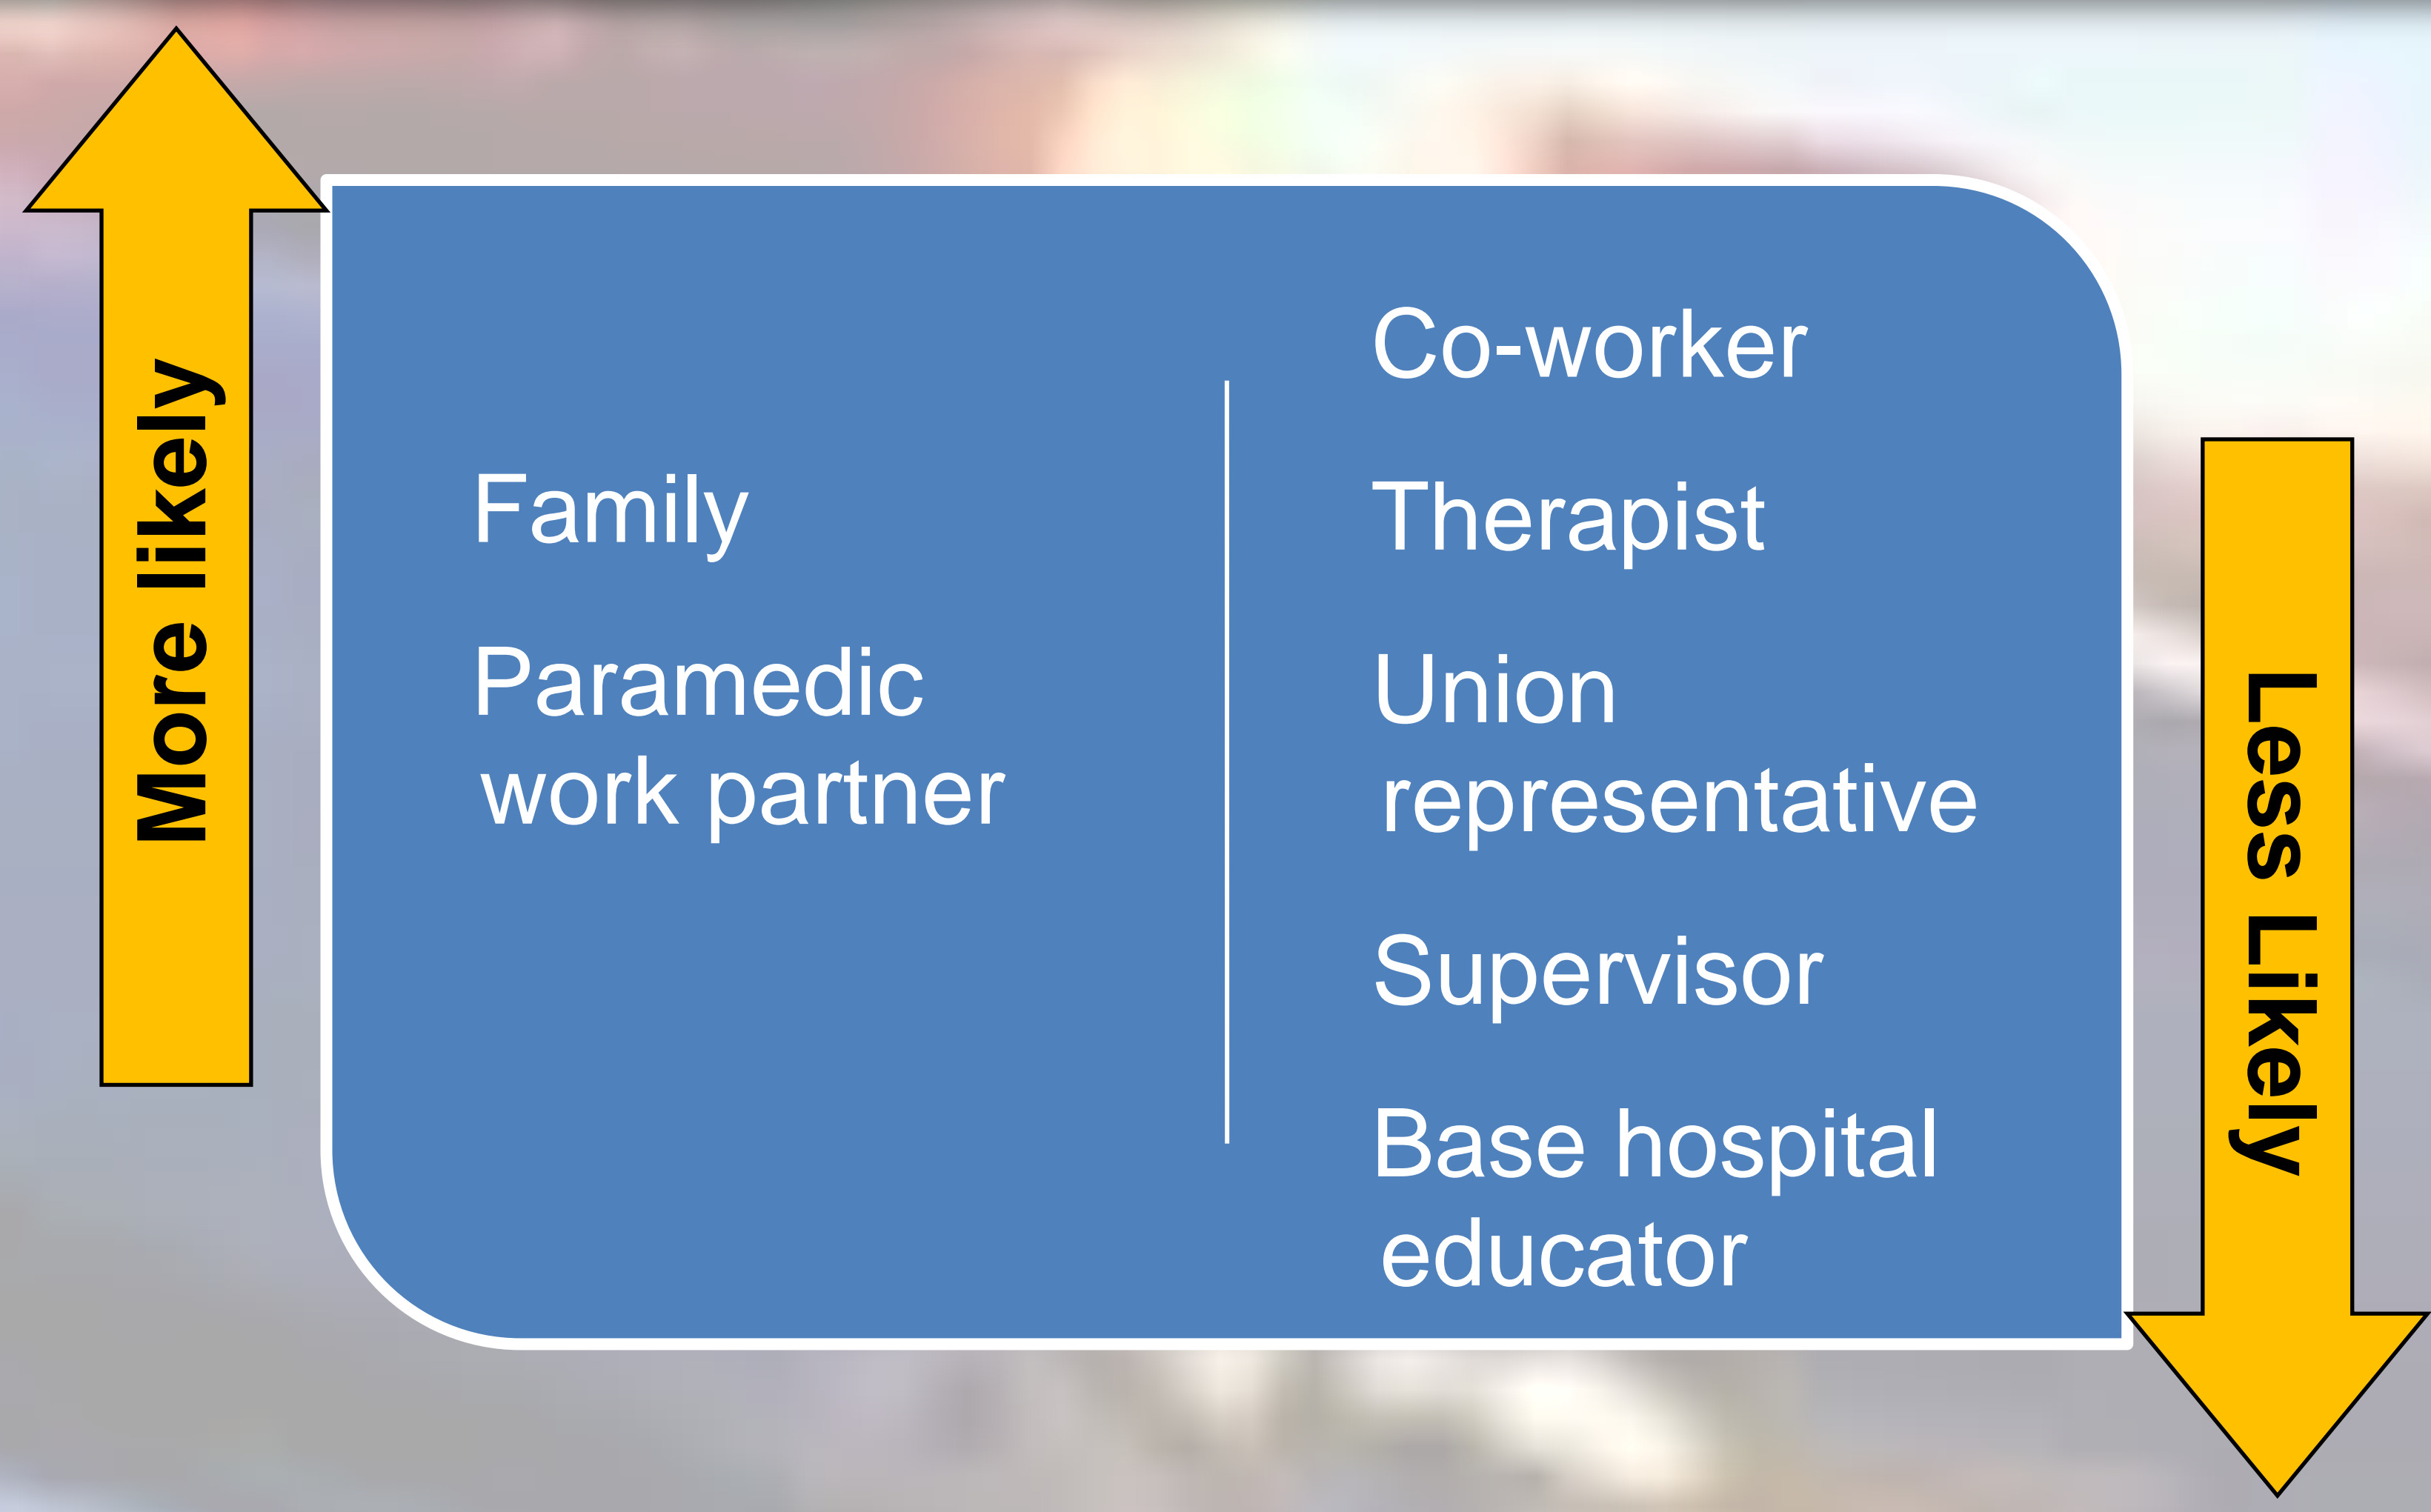 More likely
Family
Paramedic
work partner
Co-worker
Therapist
Union
representative
Supervisor
Base hospital
educator
Less Likely